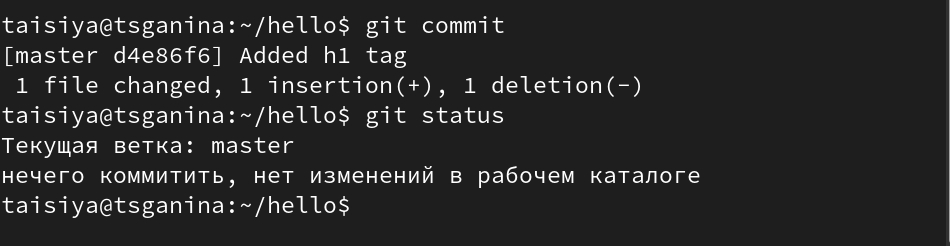 taisiya@tsganina:~/hello$ git commit
[master d4e86f6] Added h1 tag
 1 file changed, 1 insertion(+), 1 deletion(-)
taisiya@tsganina:~/hello$ git status
Текущая ветка: master
нечего коммитить, нет изменений в рабочем каталоге
taisiya@tsganina:~/hello$